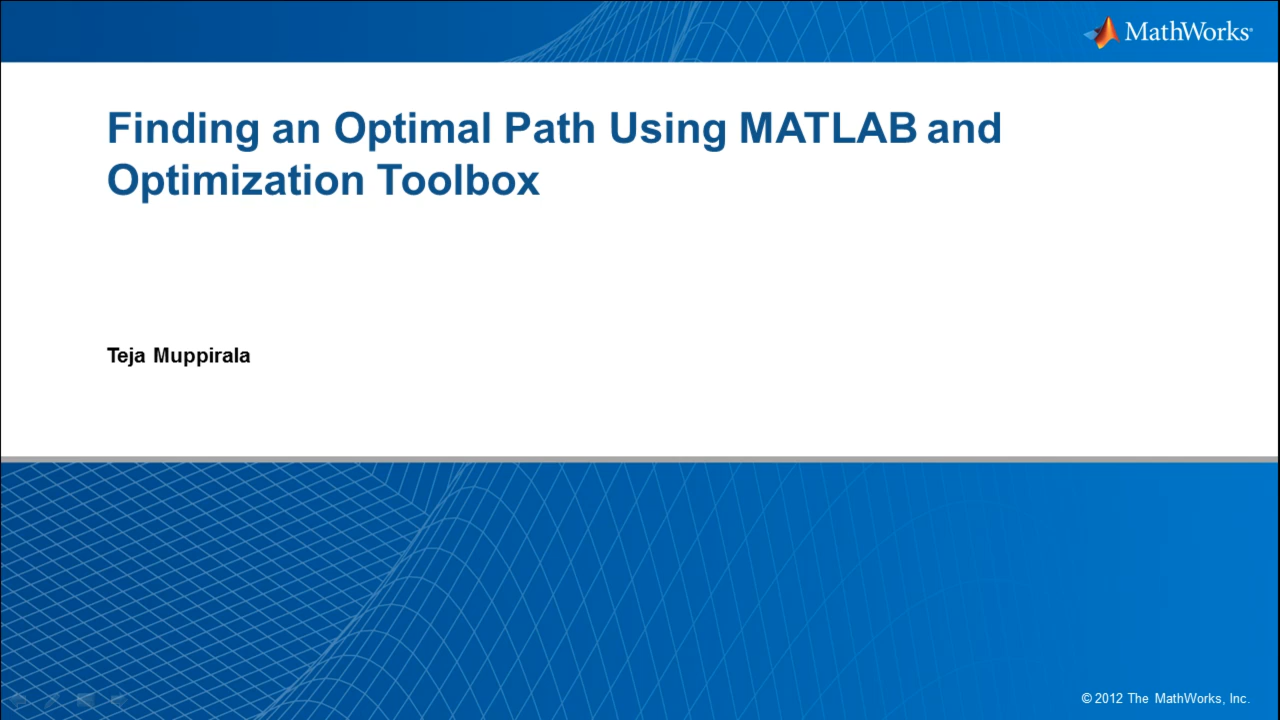 MathWorks®
Finding an Optimal Path Using MATLAB and
Optimization Toolbox
Teja Muppirala
© 2012 The MathWorks, Inc.